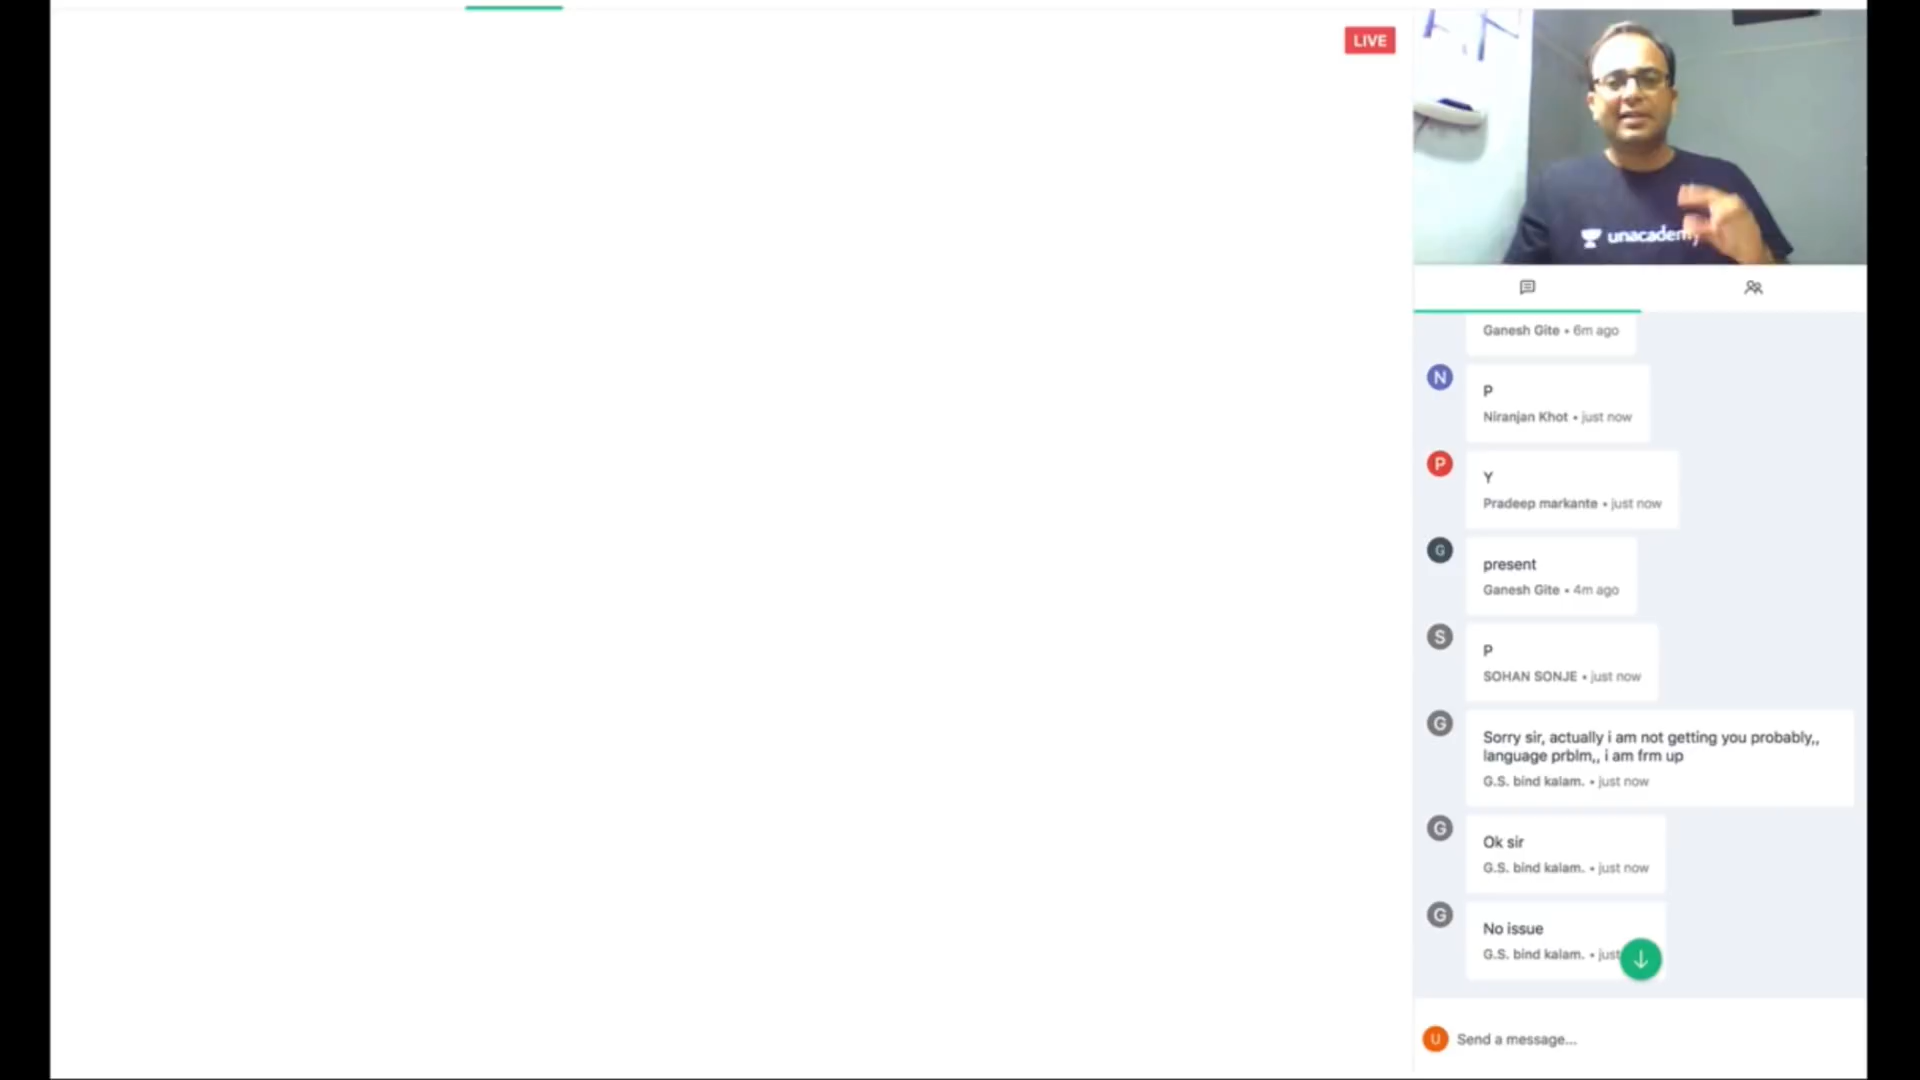 LIVE
unacademy
Ganesh Gite • 6m ago
N
P
Niranjan Khot • just now
P
Y
Pradeep markante • just now
G
present
Ganesh Gite • 4m ago
S
P
SOHAN SONJE • just now
G
Sorry sir, actually i am not getting you probably,,
language prblm,, i am frm up
G.S. bind kalam. • just now
G
Ok sir
G.S. bind kalam. • just now
G
No issue
G.S. bind kalam. • just
U
Send a message...